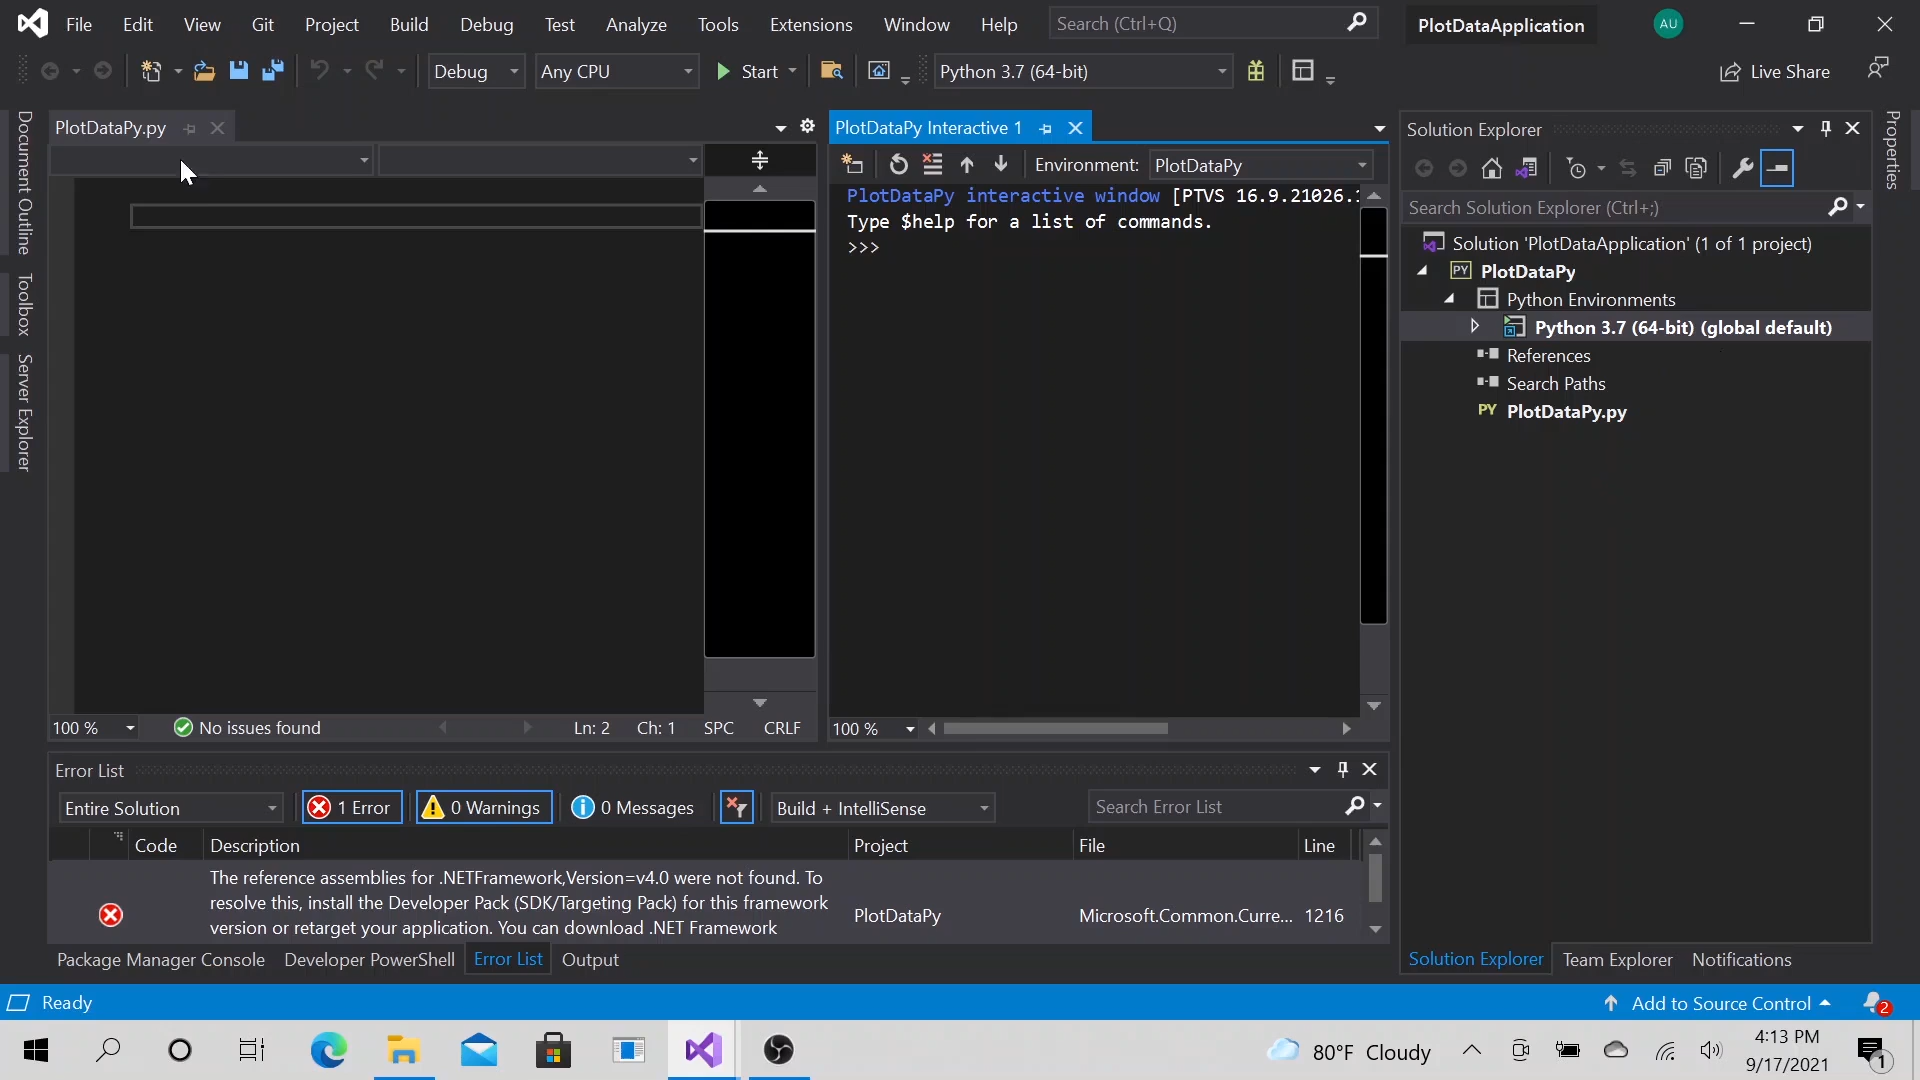 File Edit View Git Project Build Debug Test Analyze Tools Extensions Window Help Search (Ctrl+Q) PlotDataApplication AU
Debug Any CPU Start Python 3.7 (64-bit) Live Share
Document Outline
Toolbox
Server Explorer
PlotDataPy.py
100 % No issues found Ln: 2 Ch: 1 SPC CRLF
PlotDataPy Interactive 1
Environment: PlotDataPy
PlotDataPy interactive window [PTVS 16.9.21026.1
Type $help for a list of commands.
>>>
100 %
Solution Explorer
Search Solution Explorer (Ctrl+;)
Solution 'PlotDataApplication' (1 of 1 project)
PY PlotDataPy
Python Environments
Python 3.7 (64-bit) (global default)
References
Search Paths
PY PlotDataPy.py
Properties
Error List
Entire Solution 1 Error 0 Warnings 0 Messages Build + IntelliSense Search Error List
Code Description Project File Line
The reference assemblies for .NETFramework,Version=v4.0 were not found. To
resolve this, install the Developer Pack (SDK/Targeting Pack) for this framework
version or retarget your application. You can download .NET Framework
PlotDataPy Microsoft.Common.Curre... 1216
Package Manager Console Developer PowerShell Error List Output
Solution Explorer Team Explorer Notifications
Ready Add to Source Control 2
80°F Cloudy
4:13 PM
9/17/2021
1